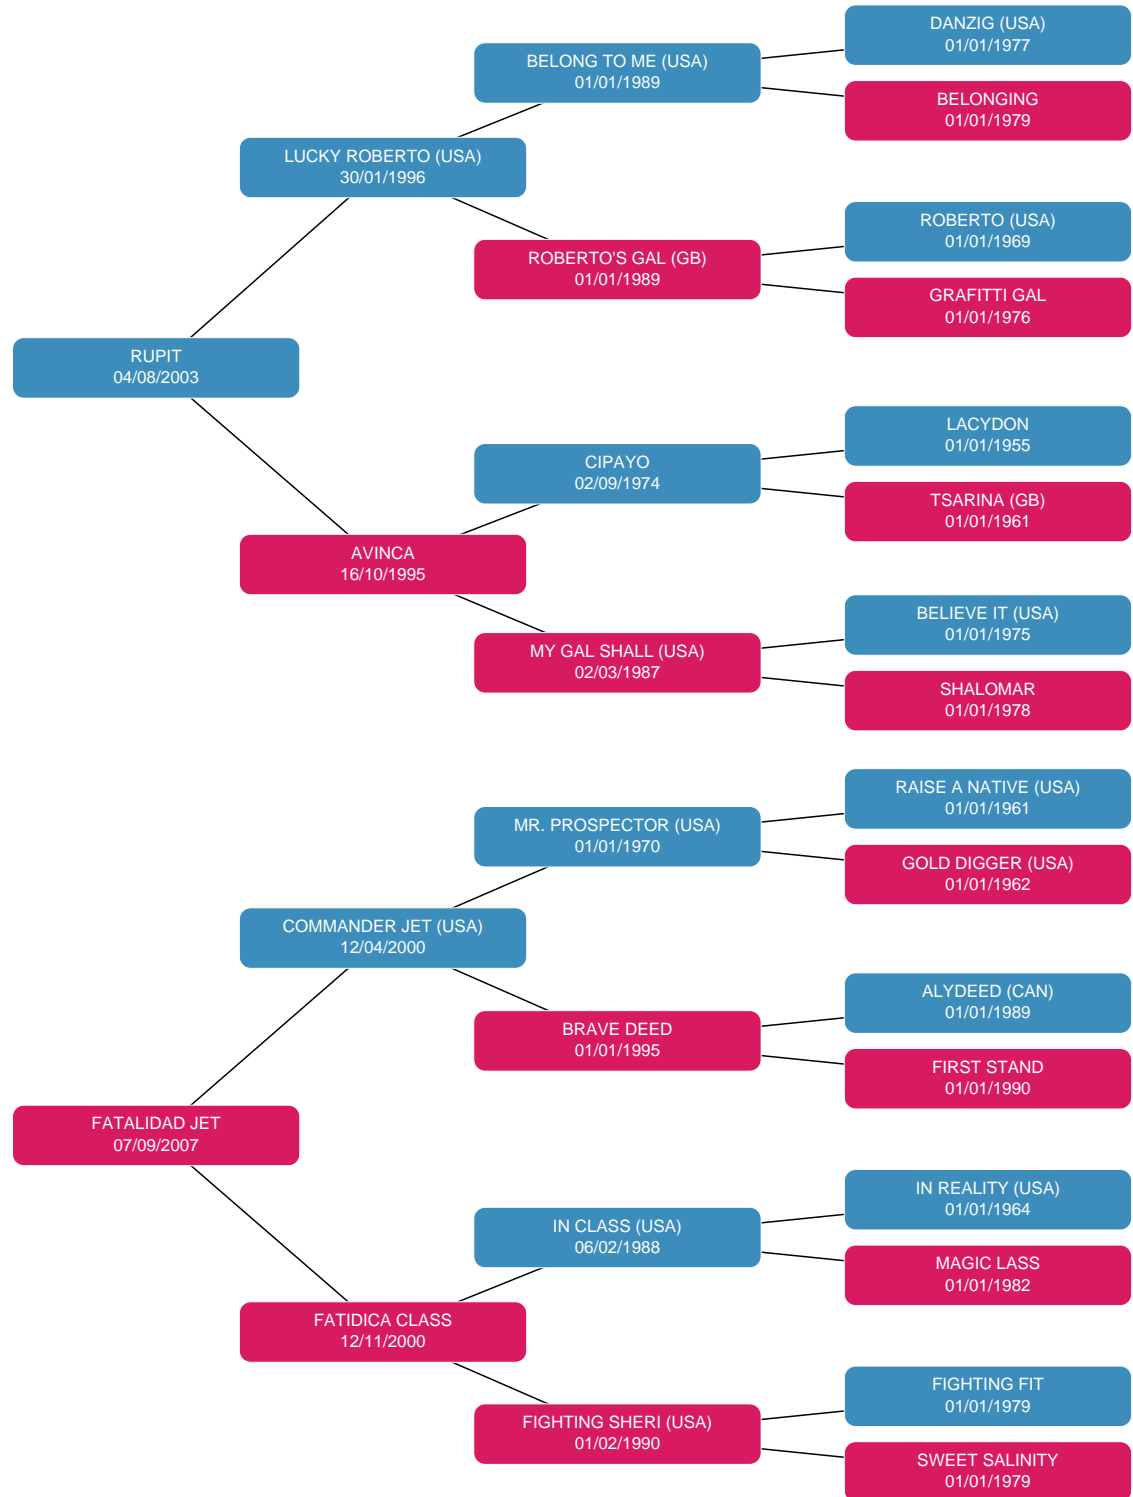 DANZIG (USA)
01/01/1977
BELONG TO ME (USA)
01/01/1989
BELONGING
01/01/1979
LUCKY ROBERTO (USA)
30/01/1996
ROBERTO (USA)
01/01/1969
ROBERTO'S GAL (GB)
01/01/1989
GRAFITTI GAL
01/01/1976
RUPIT
04/08/2003
LACYDON
01/01/1955
CIPAYO
02/09/1974
TSARINA (GB)
01/01/1961
AVINCA
16/10/1995
BELIEVE IT (USA)
01/01/1975
MY GAL SHALL (USA)
02/03/1987
SHALOMAR
01/01/1978
RAISE A NATIVE (USA)
01/01/1961
MR. PROSPECTOR (USA)
01/01/1970
GOLD DIGGER (USA)
01/01/1962
COMMANDER JET (USA)
12/04/2000
ALYDEED (CAN)
01/01/1989
BRAVE DEED
01/01/1995
FIRST STAND
01/01/1990
FATALIDAD JET
07/09/2007
IN REALITY (USA)
01/01/1964
IN CLASS (USA)
06/02/1988
MAGIC LASS
01/01/1982
FATIDICA CLASS
12/11/2000
FIGHTING FIT
01/01/1979
FIGHTING SHERI (USA)
01/02/1990
SWEET SALINITY
01/01/1979